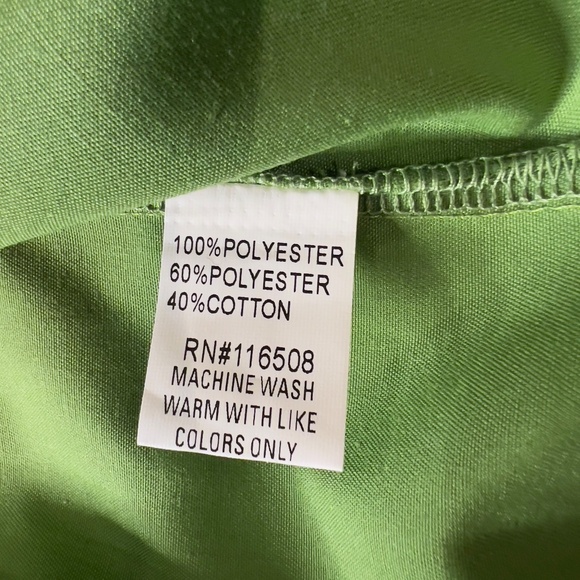 100%POLYESTER
60%POLYESTER
40%COTTON
RN#116508
MACHINE WASH
WARM WITH LIKE
COLORS ONLY